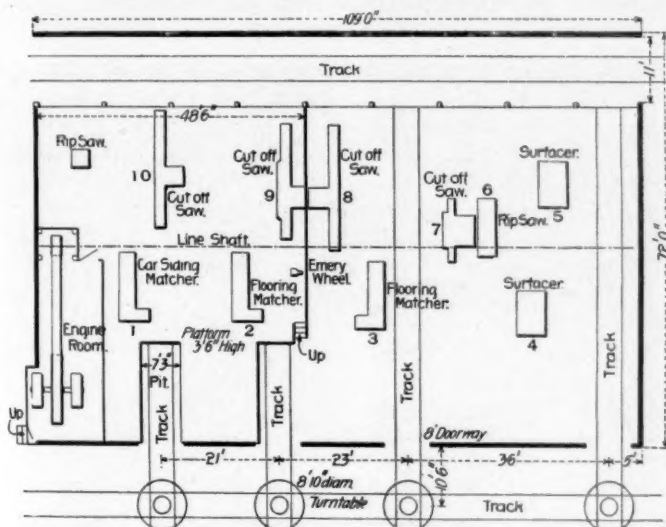 109'0"
Track
11'
48'6"
Rip Saw.
10
Cut off
Saw.
Cut off
Saw.
9
Cut off
Saw.
8
Cut off
Saw.
7
6
Rip Saw.
Surfacer.
5
72'0"
Line Shaft.
Car Siding
Matcher.
1
Flooring
Matcher.
2
Emery
Wheel.
Flooring
Matcher.
3
Surfacer.
4
Engine
Room.
Platform
3'6" High
Up
7'3"
Pit.
Up
Track
Track
Track
Track
8' Doorway
21'
23'
36'
5'
10'6"
8'10" diam.
Turntable
Track